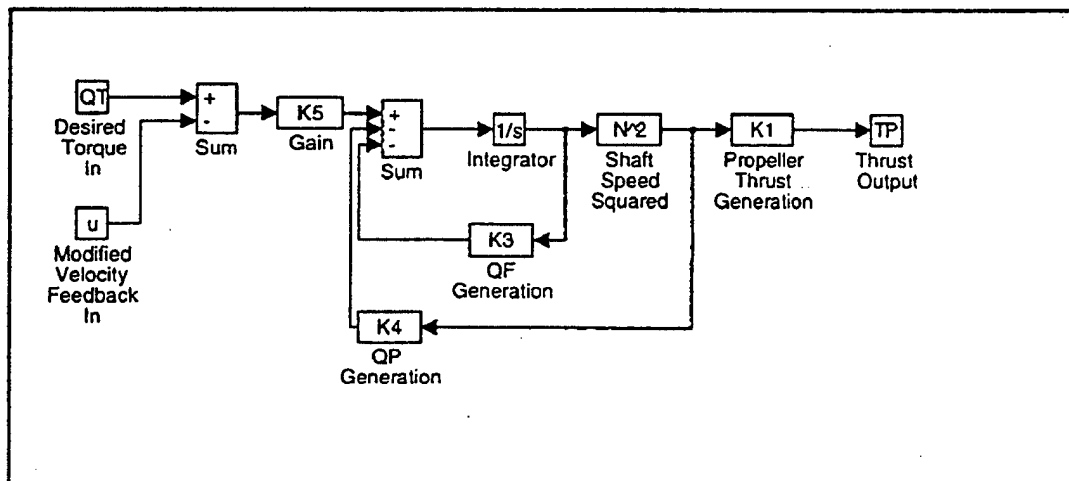 QT
Desired
Torque
In
+
-
Sum
K5
Gain
+
-
-
Sum
1/s
Integrator
N^2
Shaft
Speed
Squared
K1
Propeller
Thrust
Generation
TP
Thrust
Output
u
Modified
Velocity
Feedback
In
K3
QF
Generation
K4
QP
Generation